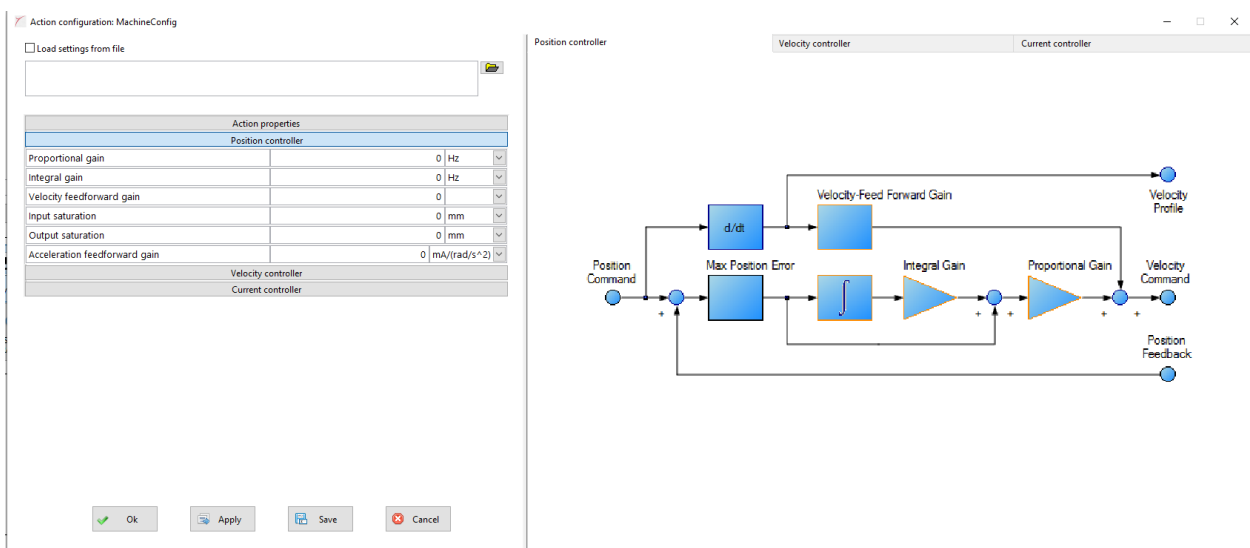 Action configuration: MachineConfig
Load settings from file
Action properties
Position controller
Proportional gain 0 Hz
Integral gain 0 Hz
Velocity feedforward gain 0
Input saturation 0 mm
Output saturation 0 mm
Acceleration feedforward gain 0 mA/(rad/s^2)
Velocity controller
Current controller
Ok Apply Save Cancel
Position controller Velocity controller Current controller
Velocity-Feed Forward Gain
Velocity
Profile
d/dt
Position
Command
Max Position Error
Integral Gain
Proportional Gain
Velocity
Command
∫
+ + + + +
Position
Feedback